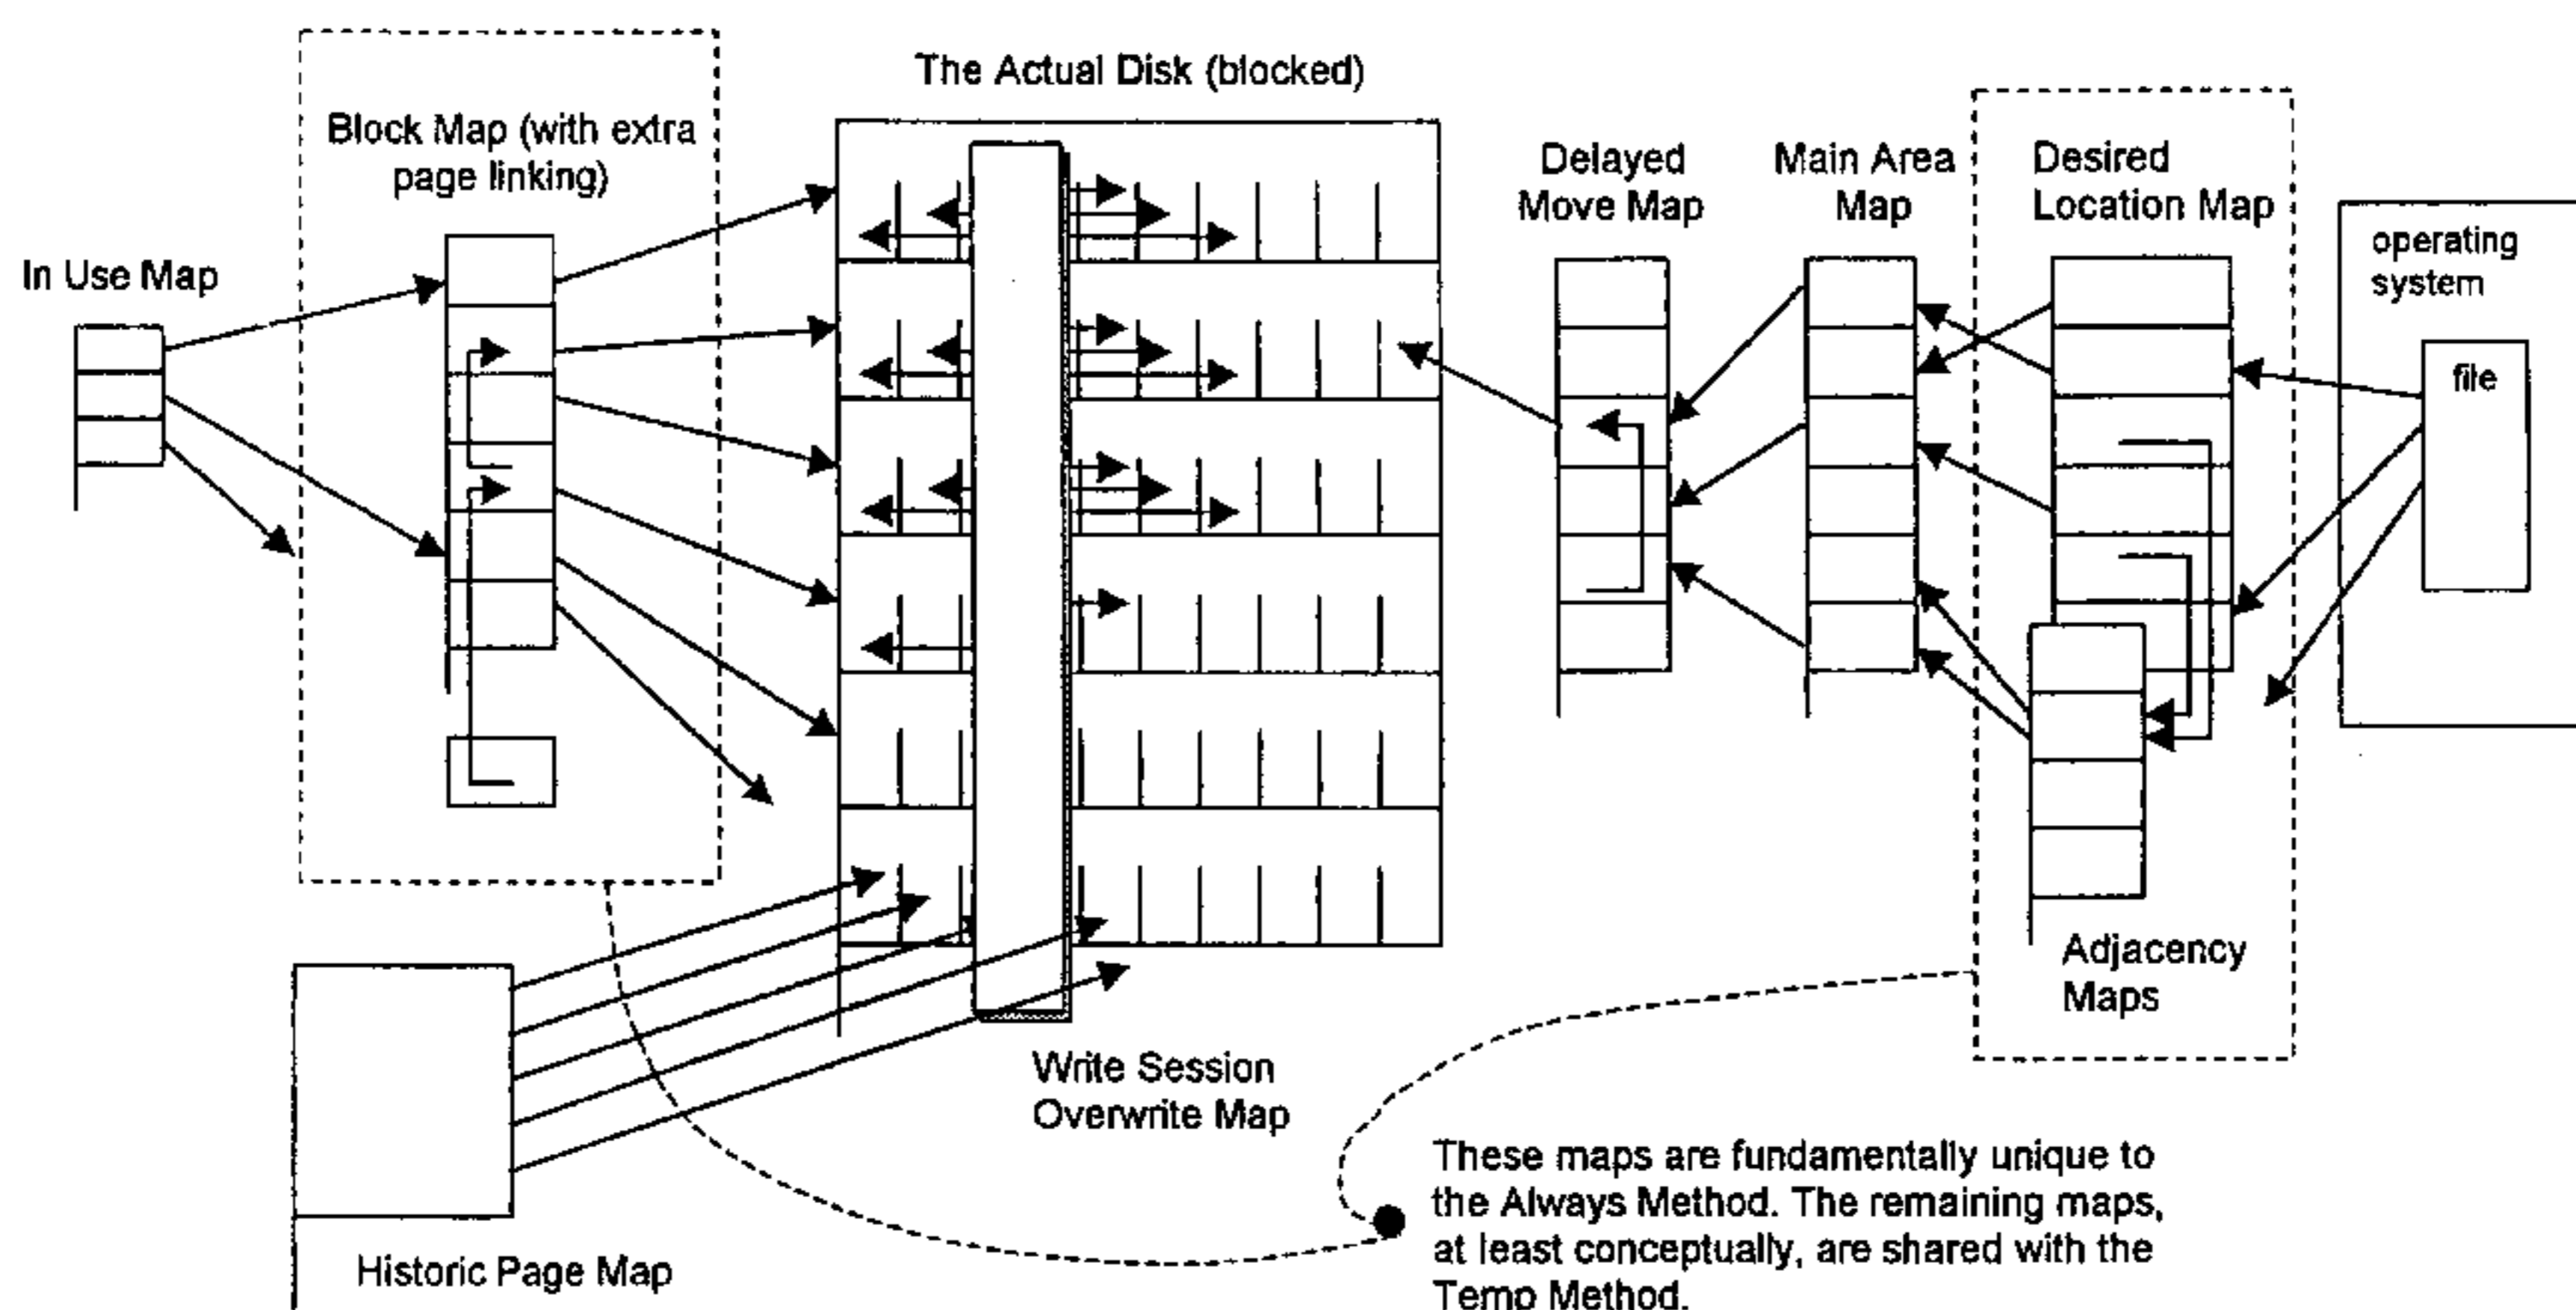 The Actual Disk (blocked)
Block Map (with extra
page linking)
In Use Map
Delayed
Move Map
Main Area
Map
Desired
Location Map
operating
system
file
Adjacency
Maps
Write Session
Overwrite Map
Historic Page Map
These maps are fundamentally unique to
the Always Method. The remaining maps,
at least conceptually, are shared with the
Temp Method.